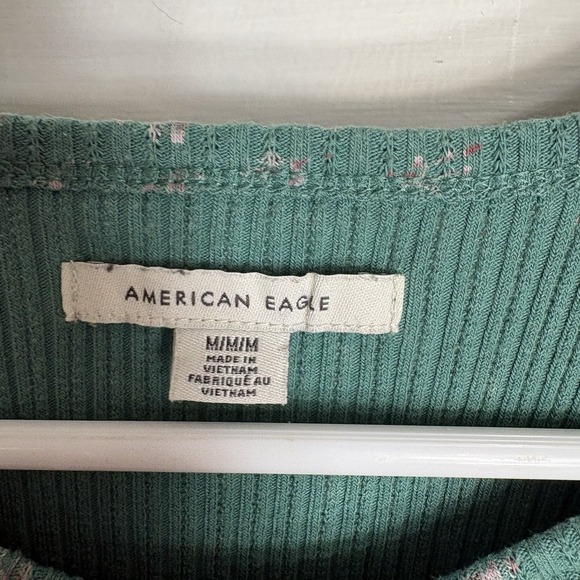 AMERICAN EAGLE
M/M/M
MADE IN
VIETNAM
FABRIQUÉ AU
VIETNAM